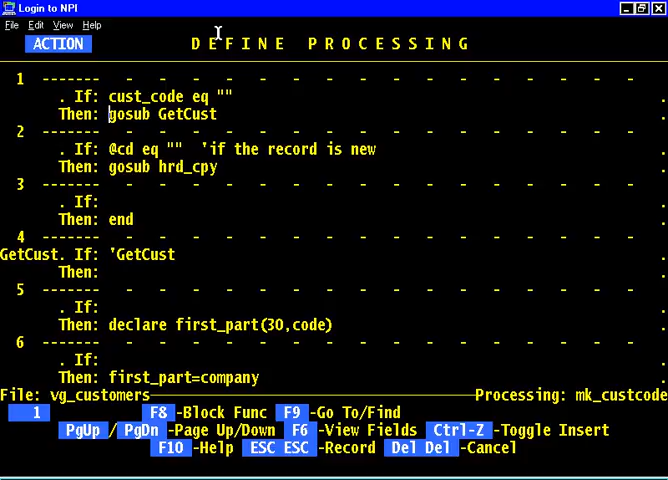 Login to NPI
File Edit View Help
ACTION D E F I N E P R O C E S S I N G
1 ------- - - - - - - - - - - - - - - - -
. If: cust_code eq "" .
Then: gosub GetCust
2 ------- - - - - - - - - - - - - - - - -
. If: @cd eq "" 'if the record is new .
Then: gosub hrd_cpy
3 ------- - - - - - - - - - - - - - - - -
. If: .
Then: end
4 ------- - - - - - - - - - - - - - - - -
GetCust. If: 'GetCust .
Then:
5 ------- - - - - - - - - - - - - - - - -
. If: .
Then: declare first_part(30,code)
6 ------- - - - - - - - - - - - - - - - -
. If: .
Then: first_part=company
File: vg_customers Processing: mk_custcode
1 F8 -Block Func F9 -Go To/Find
PgUp / PgDn -Page Up/Down F6 -View Fields Ctrl-Z -Toggle Insert
F10 -Help ESC ESC -Record Del Del -Cancel